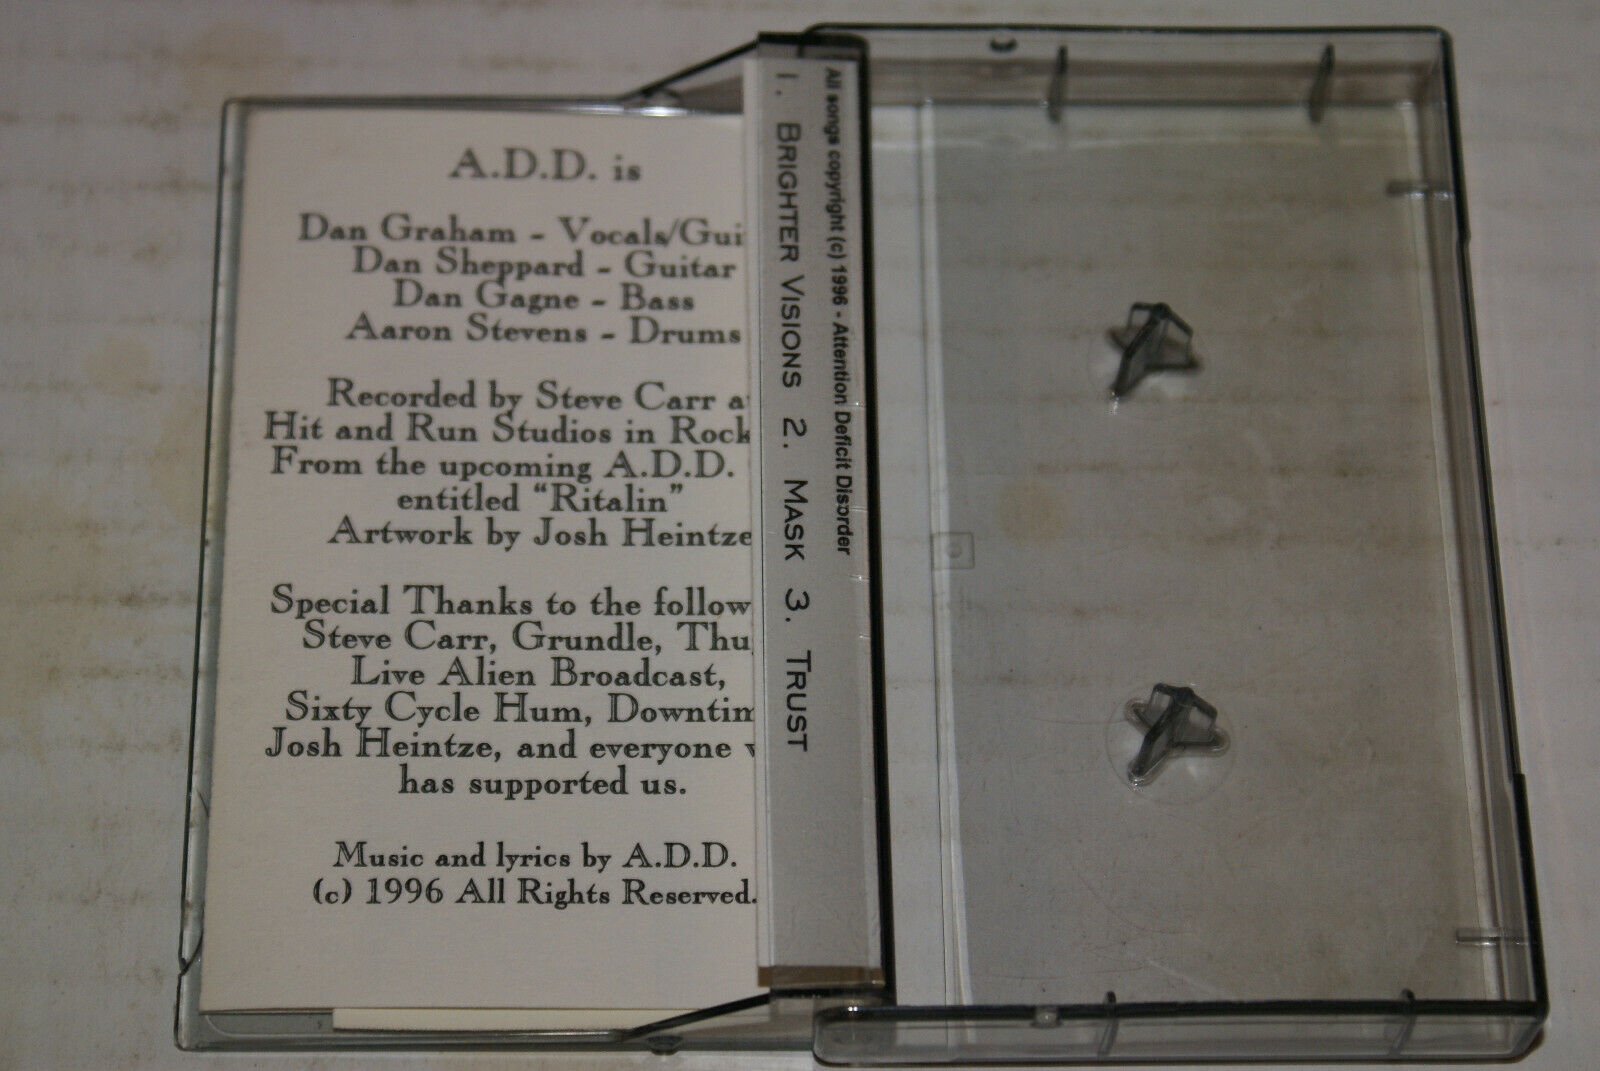 A.D.D. is
Dan Graham - Vocals/Gui
Dan Sheppard - Guitar
Dan Gagne - Bass
Aaron Stevens - Drums
Recorded by Steve Carr a
Hit and Run Studios in Rock
From the upcoming A.D.D.
entitled “Ritalin”
Artwork by Josh Heintze
Special Thanks to the follow
Steve Carr, Grundle, Thu
Live Alien Broadcast,
Sixty Cycle Hum, Downtim
Josh Heintze, and everyone
has supported us.
Music and lyrics by A.D.D.
(c) 1996 All Rights Reserved.
All songs copyright (c) 1996 - Attention Deficit Disorder
1. BRIGHTER VISIONS 2. MASK 3. TRUST